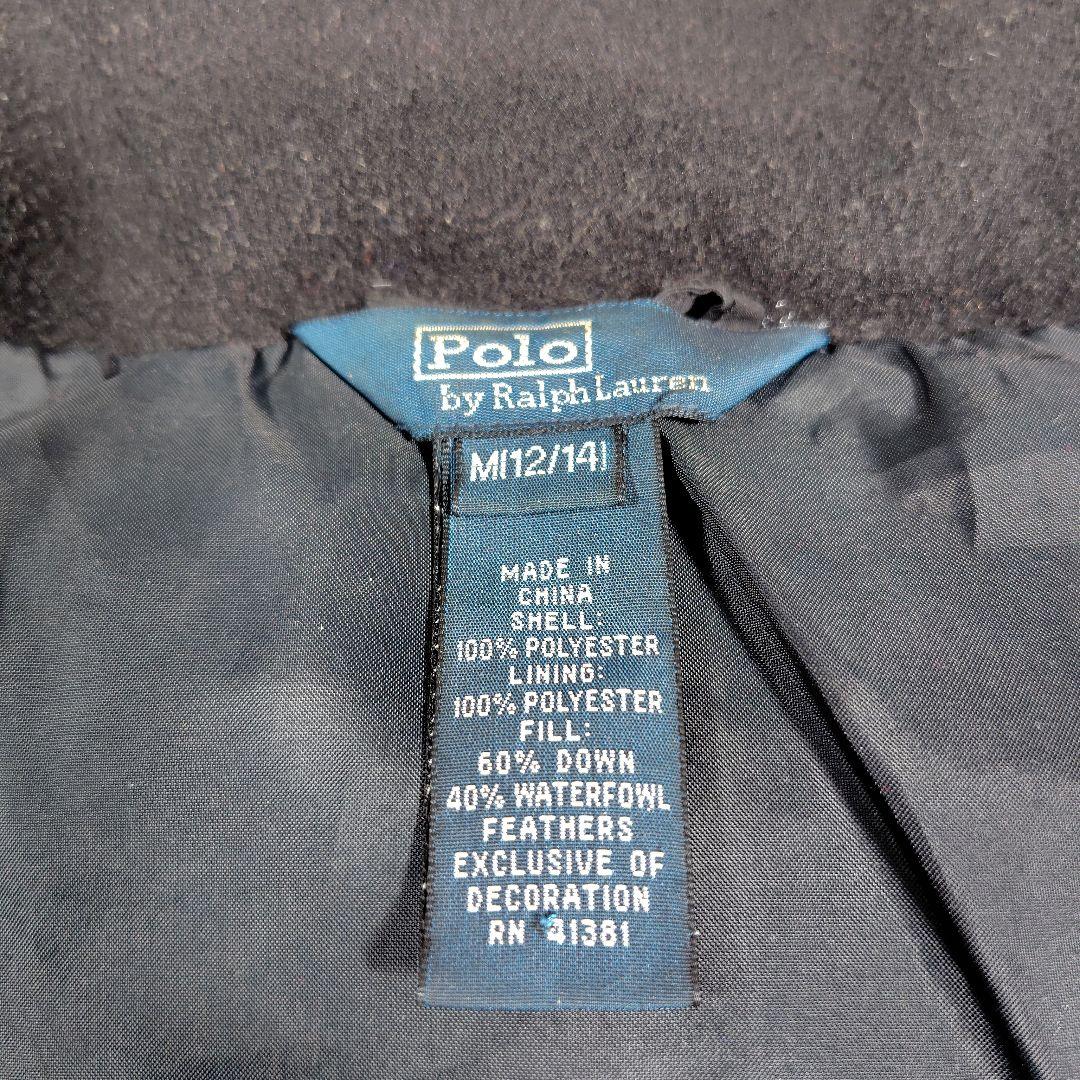 Polo
by Ralph Lauren
M(12/14)
MADE IN
CHINA
SHELL:
100% POLYESTER
LINING:
100% POLYESTER
FILL:
60% DOWN
40% WATERFOWL
FEATHERS
EXCLUSIVE OF
DECORATION
RN 41381